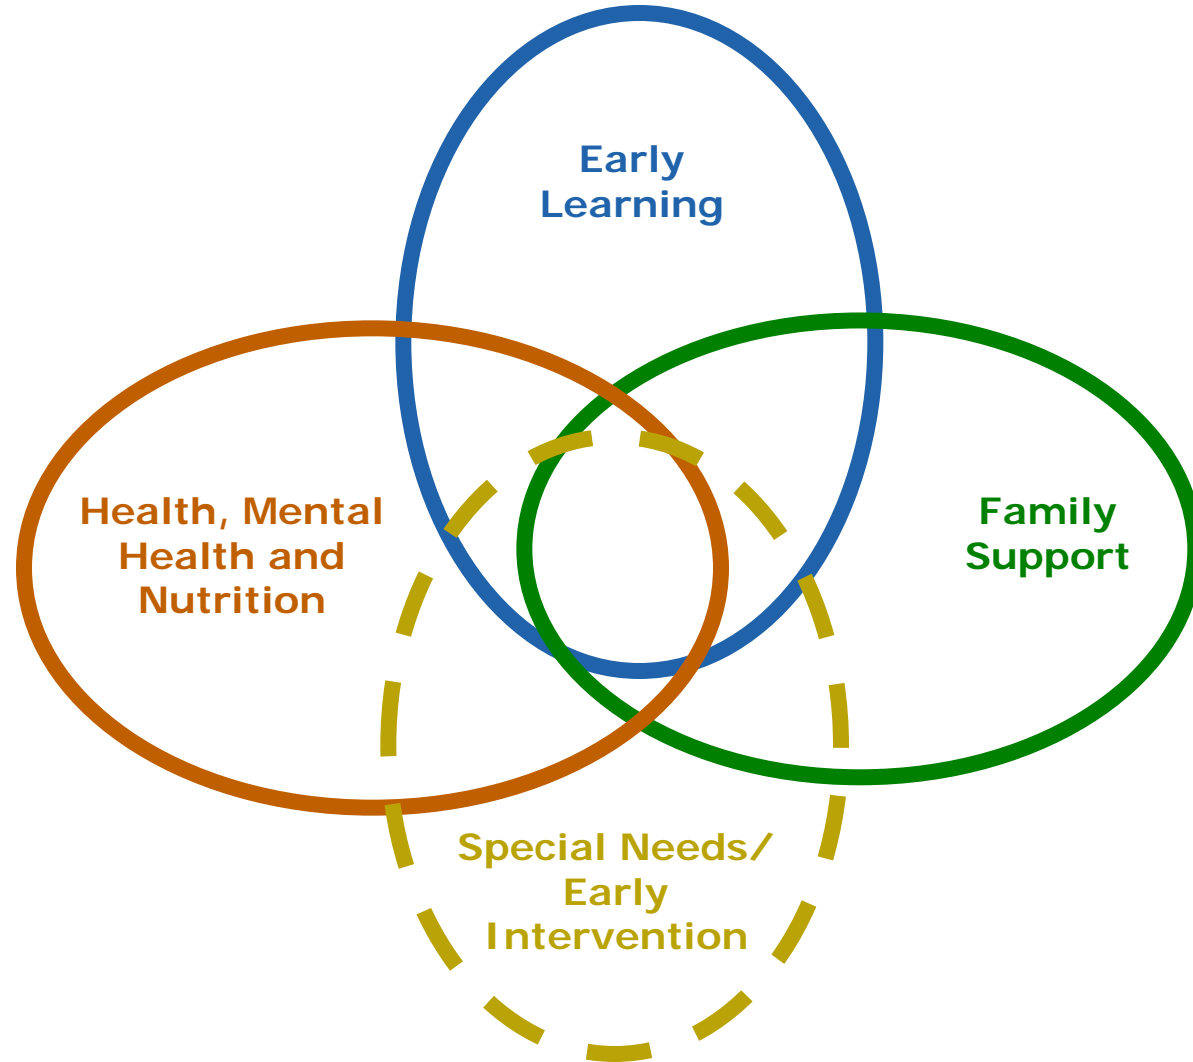 Early
Learning
Health, Mental
Health and
Nutrition
Family
Support
Special Needs/
Early
Intervention